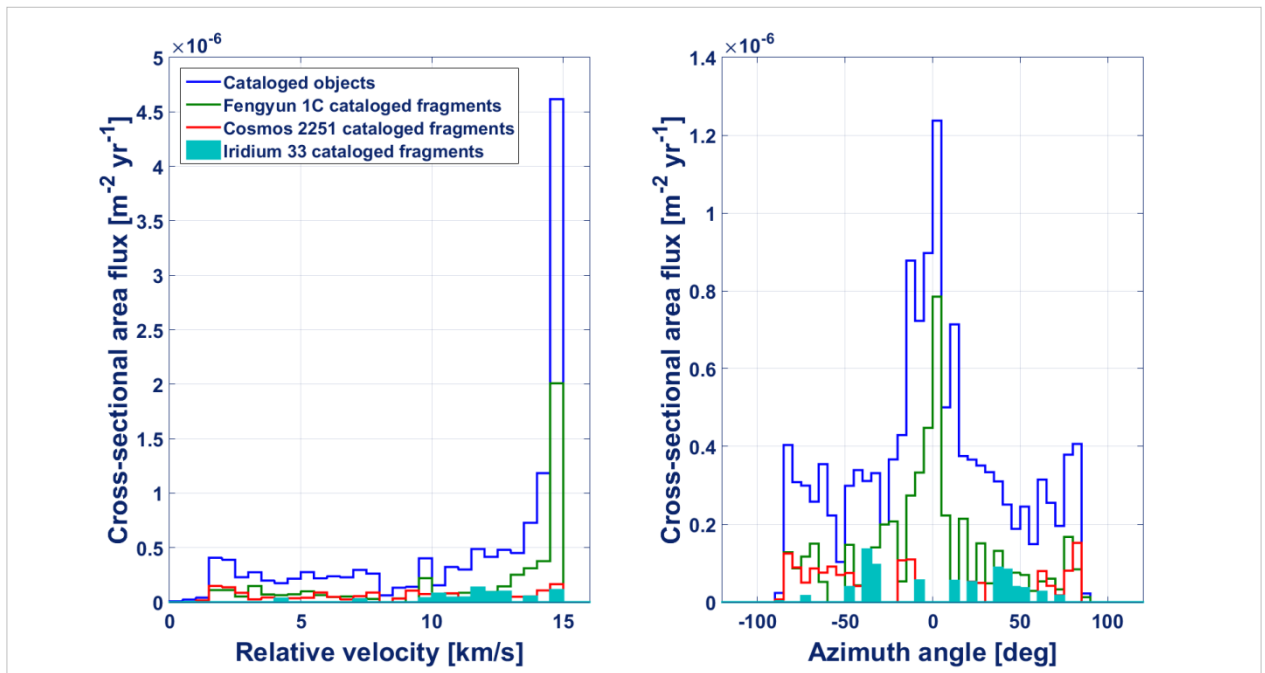 ×10⁻⁶
5
4.5
4
3.5
3
2.5
2
1.5
1
0.5
0
Cross-sectional area flux [m⁻² yr⁻¹]
Cataloged objects
Fengyun 1C cataloged fragments
Cosmos 2251 cataloged fragments
Iridium 33 cataloged fragments
0 5 10 15
Relative velocity [km/s]
×10⁻⁶
1.4
1.2
1
0.8
0.6
0.4
0.2
0
Cross-sectional area flux [m⁻² yr⁻¹]
-100 -50 0 50 100
Azimuth angle [deg]